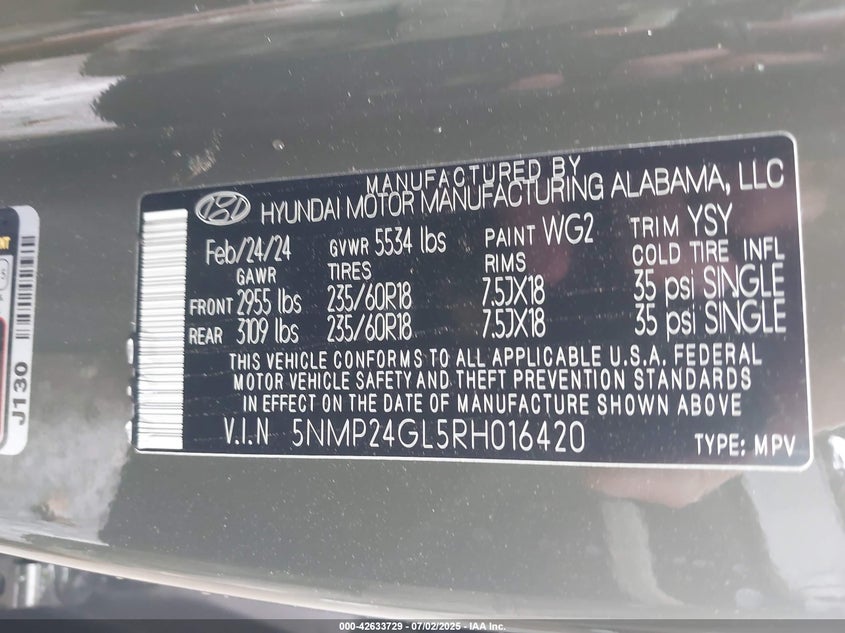 MANUFACTURED BY
HYUNDAI MOTOR MANUFACTURING ALABAMA, LLC
Feb/24/24 GVWR 5534 lbs PAINT WG2 TRIM YSY
GAWR TIRES RIMS COLD TIRE INFL
FRONT 2955 lbs 235/60R18 7.5JX18 35 psi SINGLE
REAR 3109 lbs 235/60R18 7.5JX18 35 psi SINGLE
THIS VEHICLE CONFORMS TO ALL APPLICABLE U.S.A. FEDERAL
MOTOR VEHICLE SAFETY AND THEFT PREVENTION STANDARDS
IN EFFECT ON THE DATE OF MANUFACTURE SHOWN ABOVE
V.I.N 5NMP24GL5RH016420 TYPE: MPV
J130
000-42633729 - 07/02/2025 - IAA Inc.